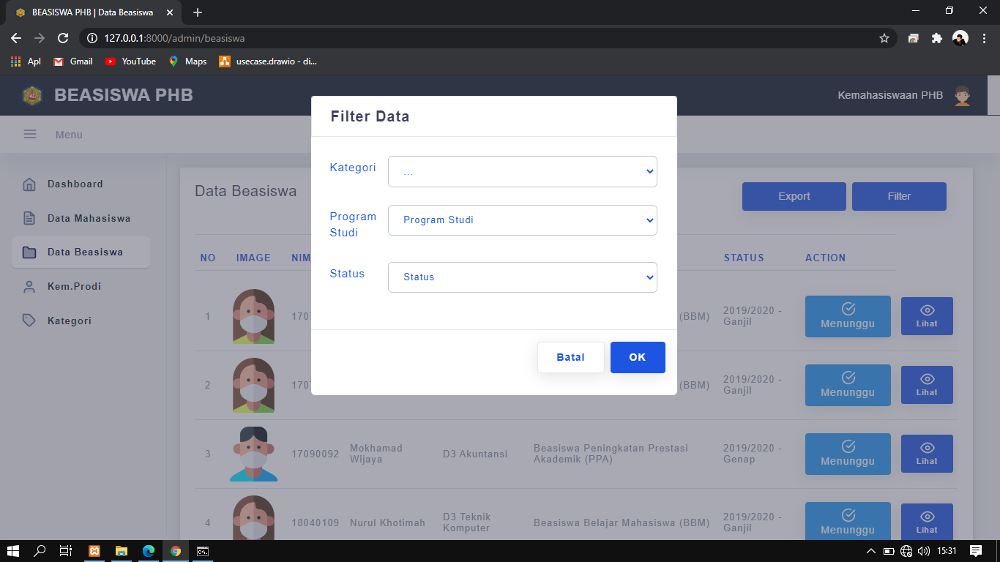 BEASISWA PHB | Data Beasiswa
127.0.0.1:8000/admin/beasiswa
Apl Gmail YouTube Maps usecase.drawio - di...
BEASISWA PHB
Kemahasiswaan PHB
Menu
Dashboard
Data Mahasiswa
Data Beasiswa
Kem.Prodi
Kategori
Filter Data
Kategori ...
Program Studi Program Studi
Status Status
Batal OK
Data Beasiswa
Export Filter
NO IMAGE NIM STATUS ACTION
1 (BBM) 2019/2020 - Ganjil Menunggu Lihat
2 (BBM) 2019/2020 - Ganjil Menunggu Lihat
3 17090092 Mokhamad Wijaya D3 Akuntansi Beasiswa Peningkatan Prestasi Akademik (PPA) 2019/2020 - Genap Menunggu Lihat
4 18040109 Nurul Khotimah D3 Teknik Komputer Beasiswa Belajar Mahasiswa (BBM) 2019/2020 - Ganjil Menunggu Lihat
15:31